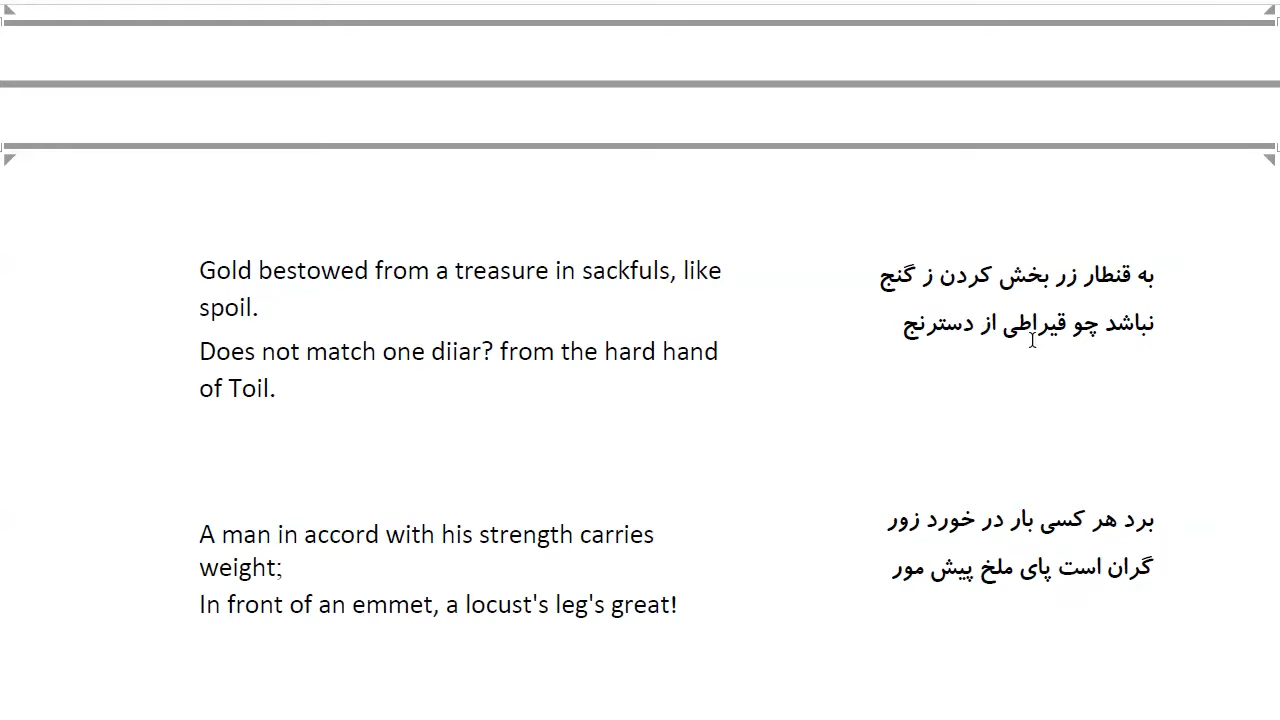 Gold bestowed from a treasure in sackfuls, like
spoil.
Does not match one diiar? from the hard hand
of Toil.
به قنطار زر بخش کردن ز گنج
نباشد چو قیراطی از دسترنج
A man in accord with his strength carries
weight;
In front of an emmet, a locust's leg's great!
برد هر کسی بار در خورد زور
گران است پای ملخ پیش مور